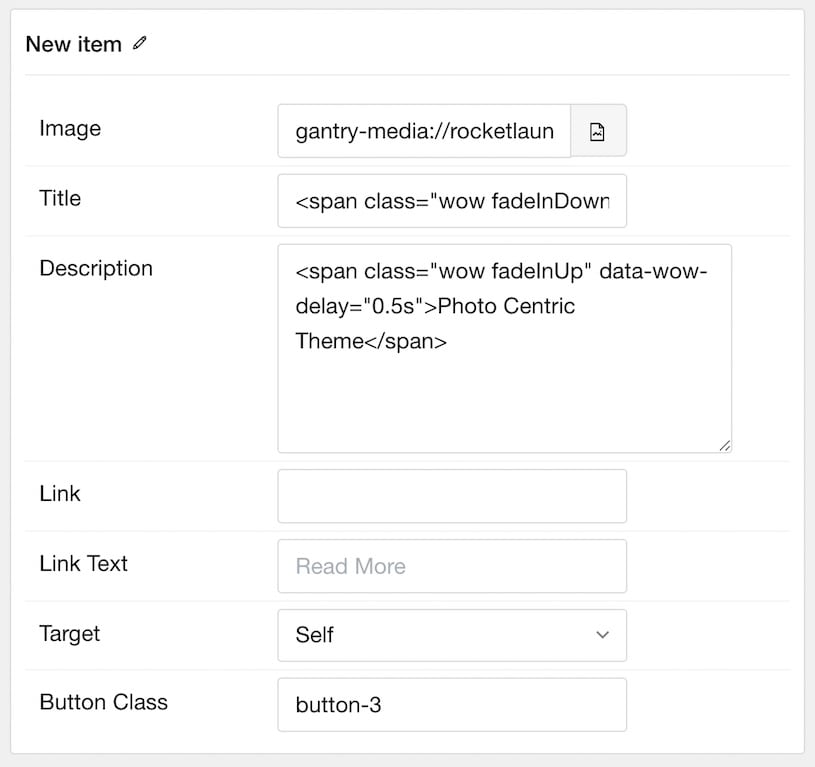 New item
Image
gantry-media://rocketlaun
Title
<span class="wow fadeInDown
Description
<span class="wow fadeInUp" data-wow-
delay="0.5s">Photo Centric
Theme</span>
Link
Link Text
Read More
Target
Self
Button Class
button-3